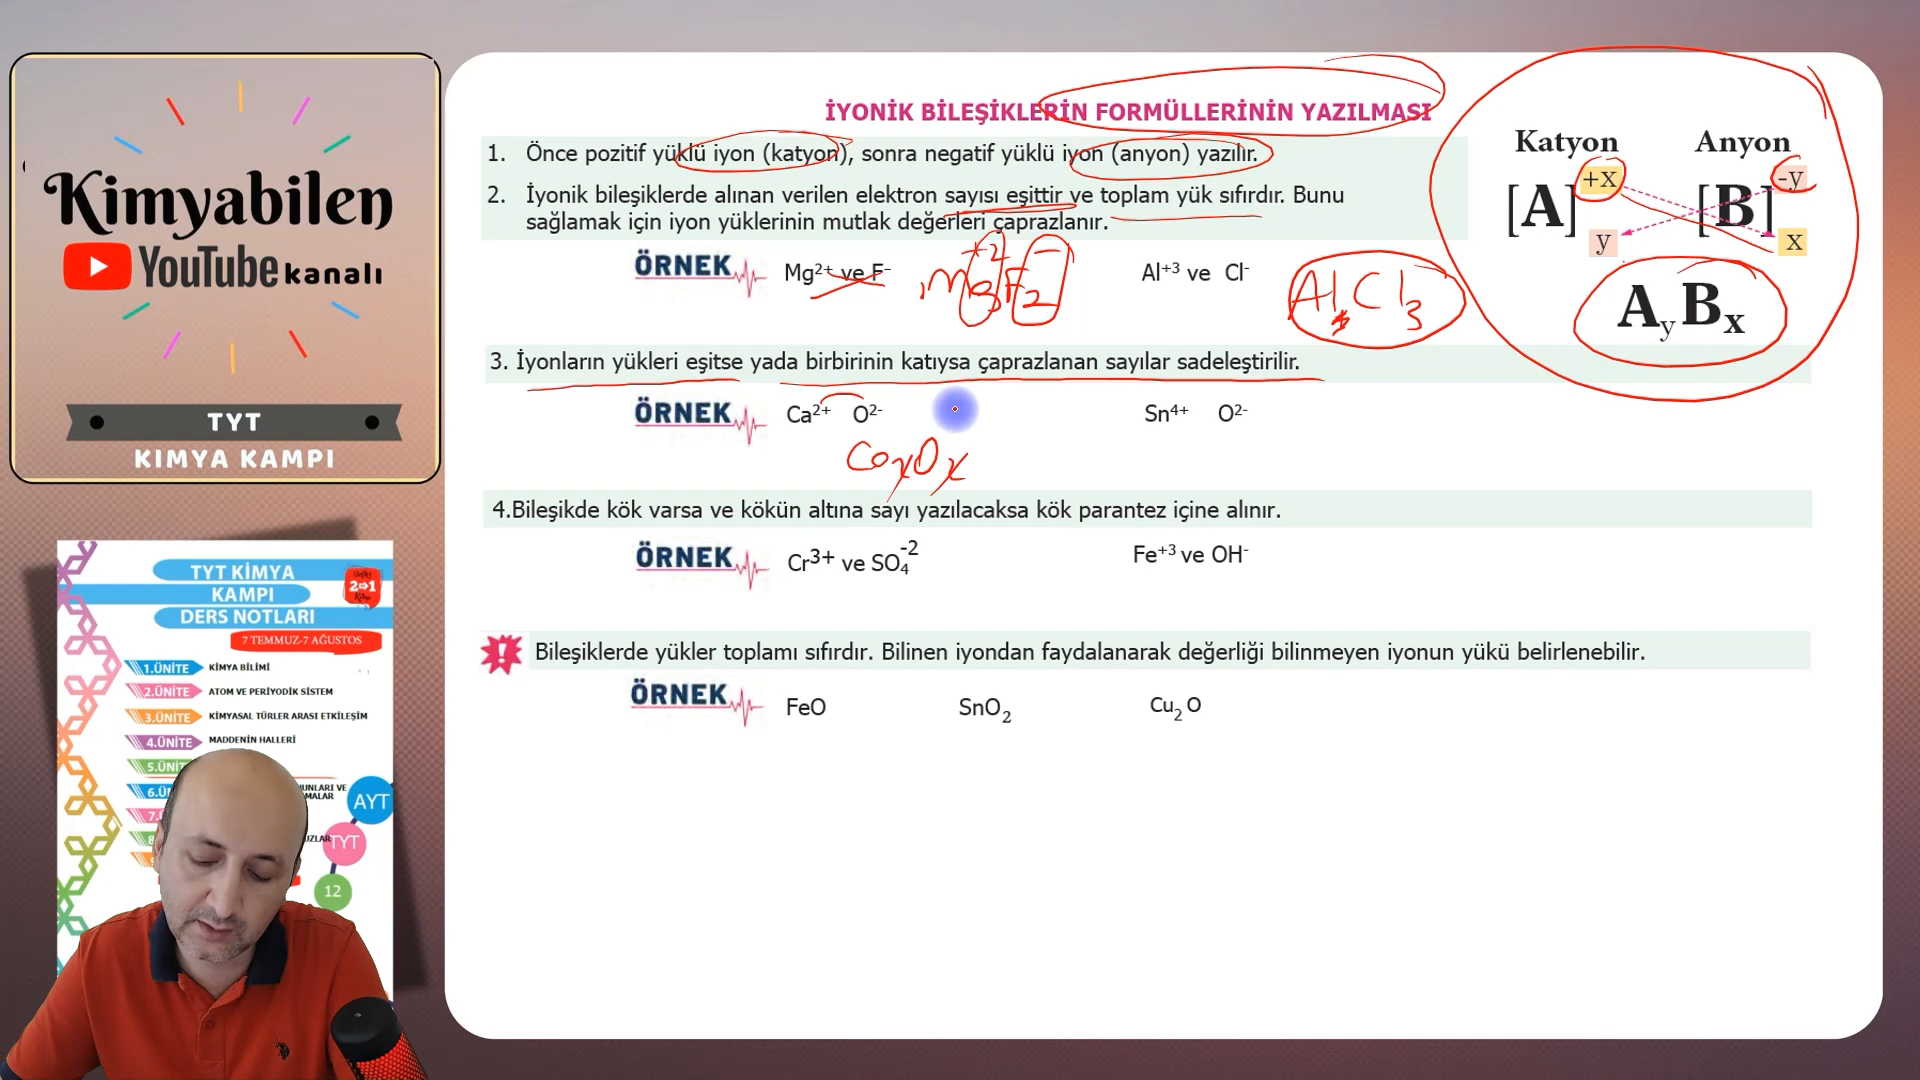 Kimyabilen
YouTube kanalı
TYT
KIMYA KAMPI
TYT KİMYA
KAMPI
DERS NOTLARI
2⇨1
7 TEMMUZ-7 AĞUSTOS
1.ÜNİTE KİMYA BİLİMİ
2.ÜNİTE ATOM VE PERİYODİK SİSTEM
3.ÜNİTE KİMYASAL TÜRLER ARASI ETKİLEŞİM
4.ÜNİTE MADDENİN HALLERİ
AYT
TYT
12
İYONİK BİLEŞİKLERİN FORMÜLLERİNİN YAZILMASI
1. Önce pozitif yüklü iyon (katyon), sonra negatif yüklü iyon (anyon) yazılır.
2. İyonik bileşiklerde alınan verilen elektron sayısı eşittir ve toplam yük sıfırdır. Bunu
sağlamak için iyon yüklerinin mutlak değerleri çaprazlanır.
ÖRNEK Mg²⁺ ve F⁻ Mg⁺²F₂⁻ Al⁺³ ve Cl⁻ AlCl₃
Katyon Anyon
[A] +x [B] -y
y x
AyBx
3. İyonların yükleri eşitse yada birbirinin katıysa çaprazlanan sayılar sadeleştirilir.
ÖRNEK Ca²⁺ O²⁻ Sn⁴⁺ O²⁻
4.Bileşikde kök varsa ve kökün altına sayı yazılacaksa kök parantez içine alınır.
ÖRNEK Cr³⁺ ve SO₄⁻² Fe⁺³ ve OH⁻
Bileşiklerde yükler toplamı sıfırdır. Bilinen iyondan faydalanarak değerliği bilinmeyen iyonun yükü belirlenebilir.
ÖRNEK FeO SnO₂ Cu₂O